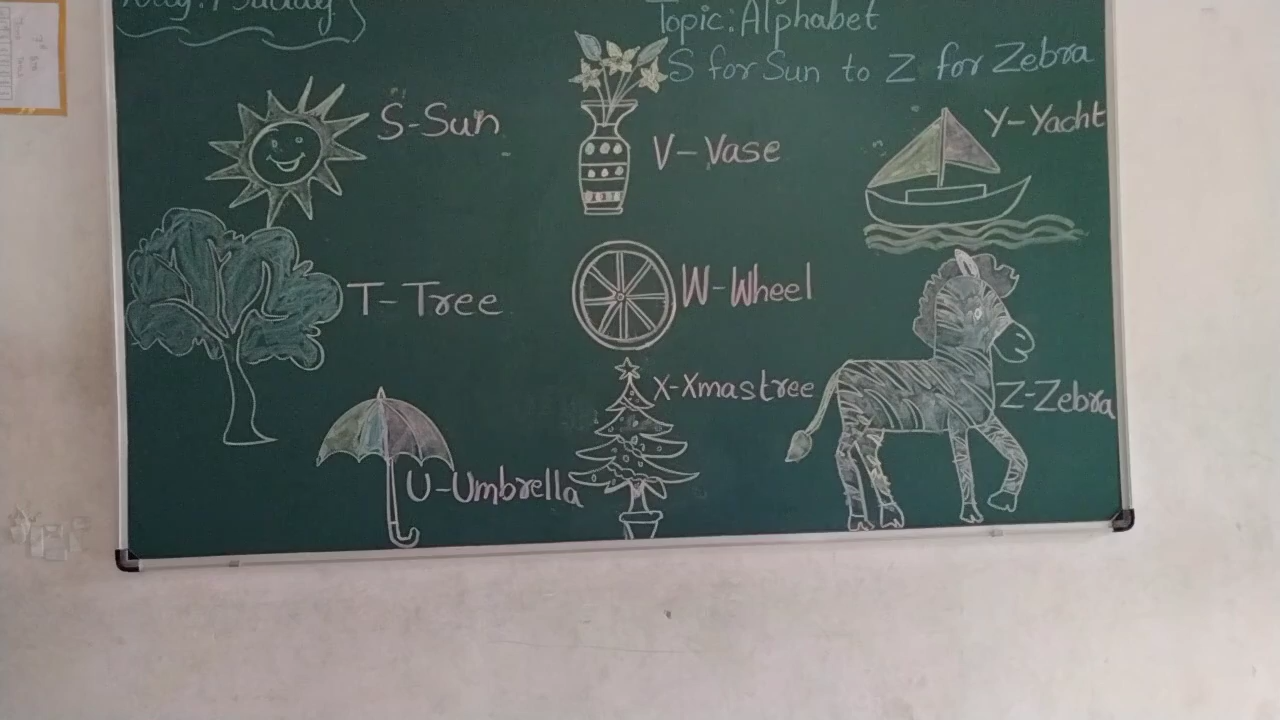 Topic:Alphabet
S for Sun to Z for Zebra
S-Sun
T-Tree
U-Umbrella
V-Vase
W-Wheel
X-Xmastree
Y-Yacht
Z-Zebra